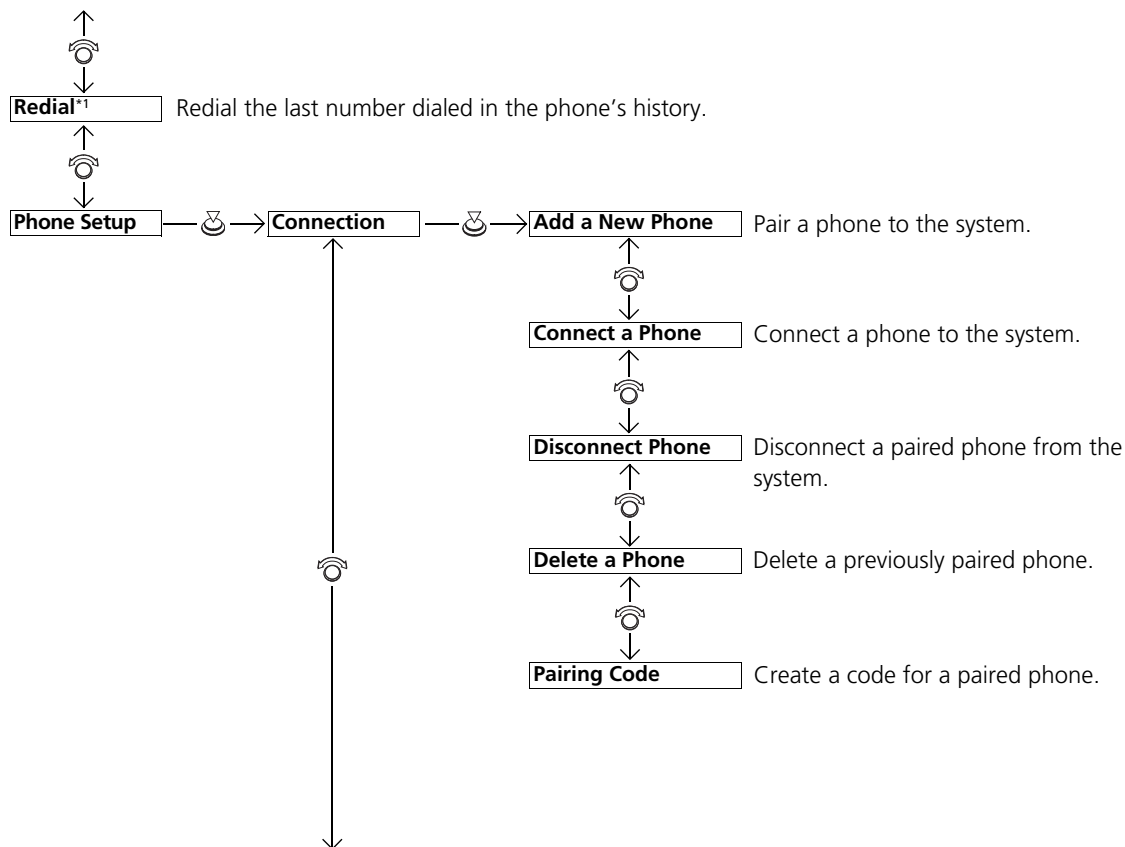 Redial*1 Redial the last number dialed in the phone's history.
Phone Setup Connection Add a New Phone Pair a phone to the system.
Connect a Phone Connect a phone to the system.
Disconnect Phone Disconnect a paired phone from the
system.
Delete a Phone Delete a previously paired phone.
Pairing Code Create a code for a paired phone.